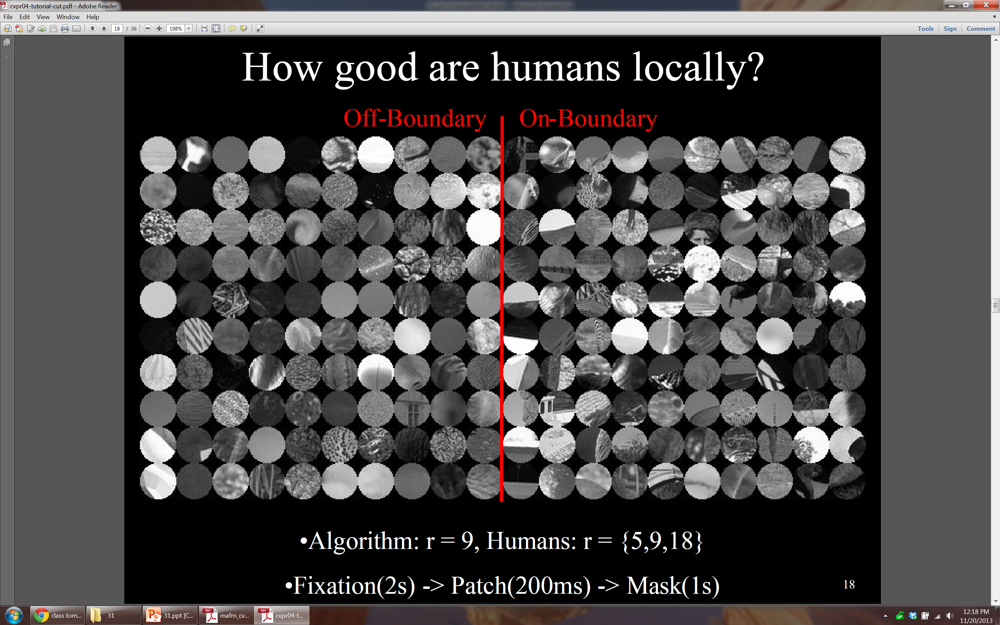 cvpr04-tutorial-cut.pdf - Adobe Reader
File Edit View Window Help
18 / 36 198% Tools Sign Comment
How good are humans locally?
Off-Boundary On-Boundary
•Algorithm: r = 9, Humans: r = {5,9,18}
•Fixation(2s) -> Patch(200ms) -> Mask(1s)
18
class tom... 31 31.ppt [C... mafm_cv... cvpr04-t...
12:18 PM
11/20/2013